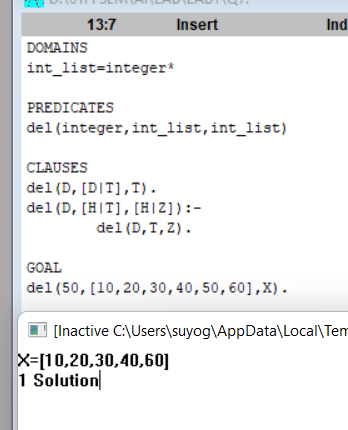 13:7 Insert Ind
DOMAINS
int_list=integer*
PREDICATES
del(integer,int_list,int_list)
CLAUSES
del(D,[D|T],T).
del(D,[H|T],[H|Z]):-
del(D,T,Z).
GOAL
del(50,[10,20,30,40,50,60],X).
[Inactive C:\Users\suyog\AppData\Local\Tem
X=[10,20,30,40,60]
1 Solution